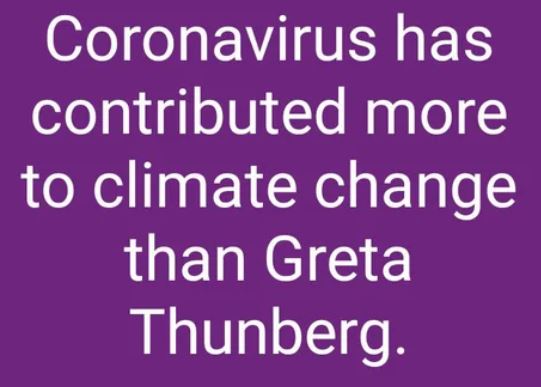 Coronavirus has
contributed more
to climate change
than Greta
Thunberg.